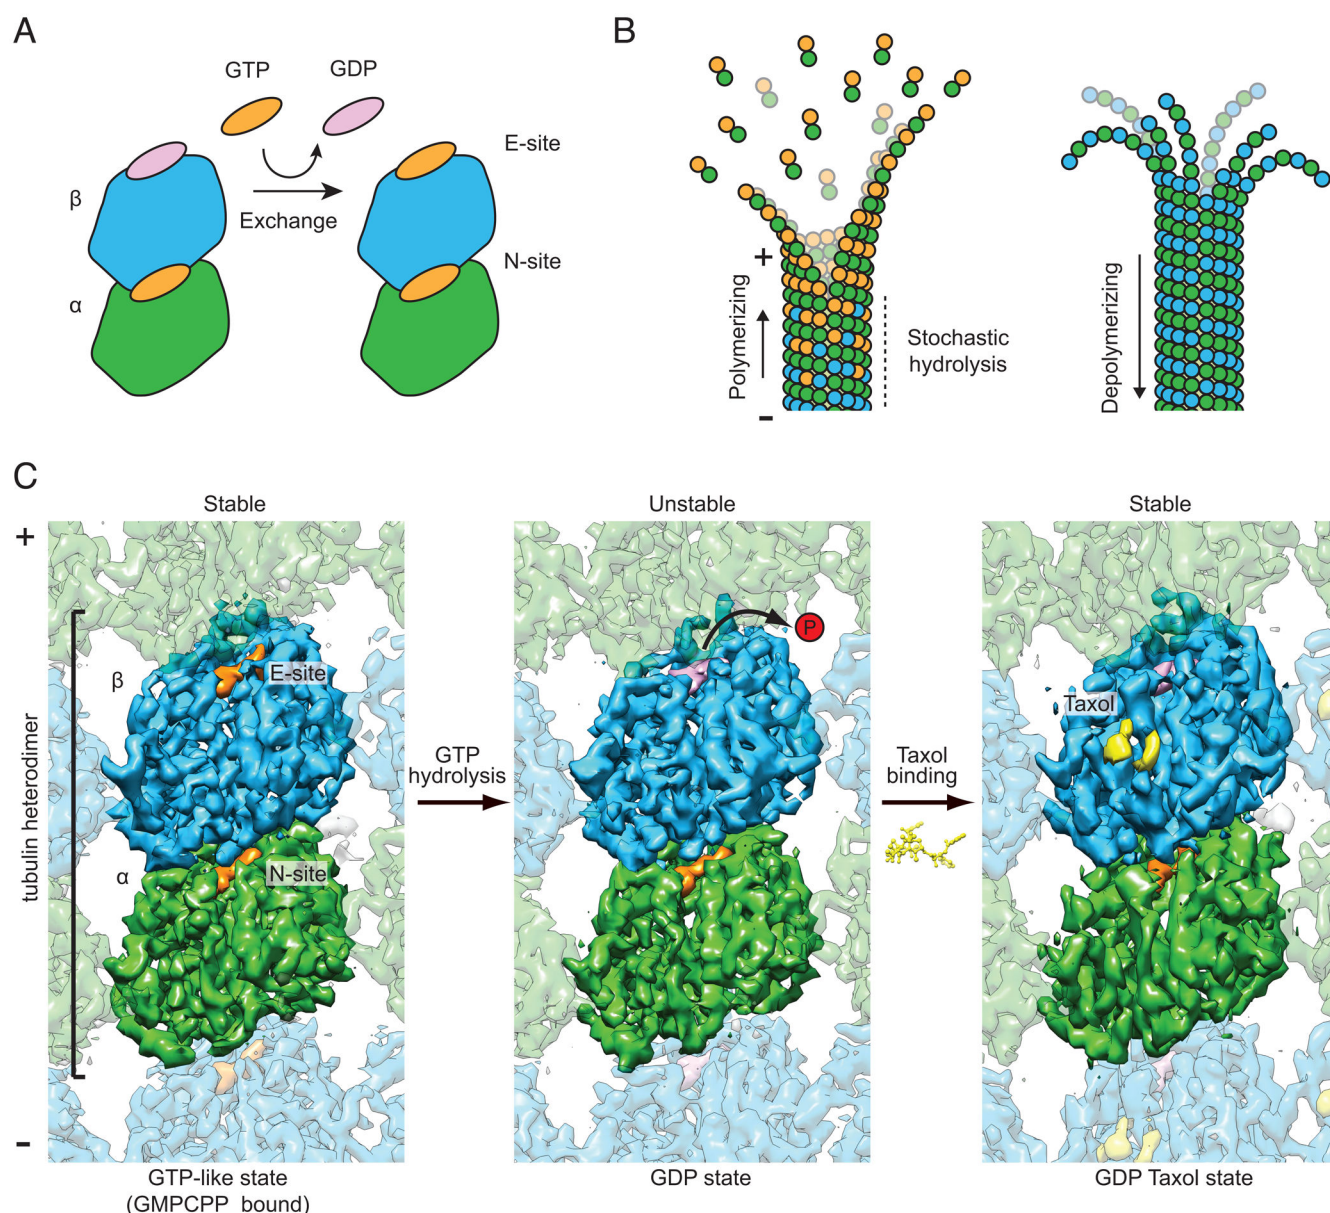 A
GTP
GDP
E-site
β
Exchange
N-site
α
B
+
Polymerizing
-
Stochastic
hydrolysis
Depolymerizing
C
Stable
Unstable
Stable
+
P
β
E-site
Taxol
tubulin heterodimer
GTP
hydrolysis
Taxol
binding
α
N-site
-
GTP-like state
(GMPCPP bound)
GDP state
GDP Taxol state